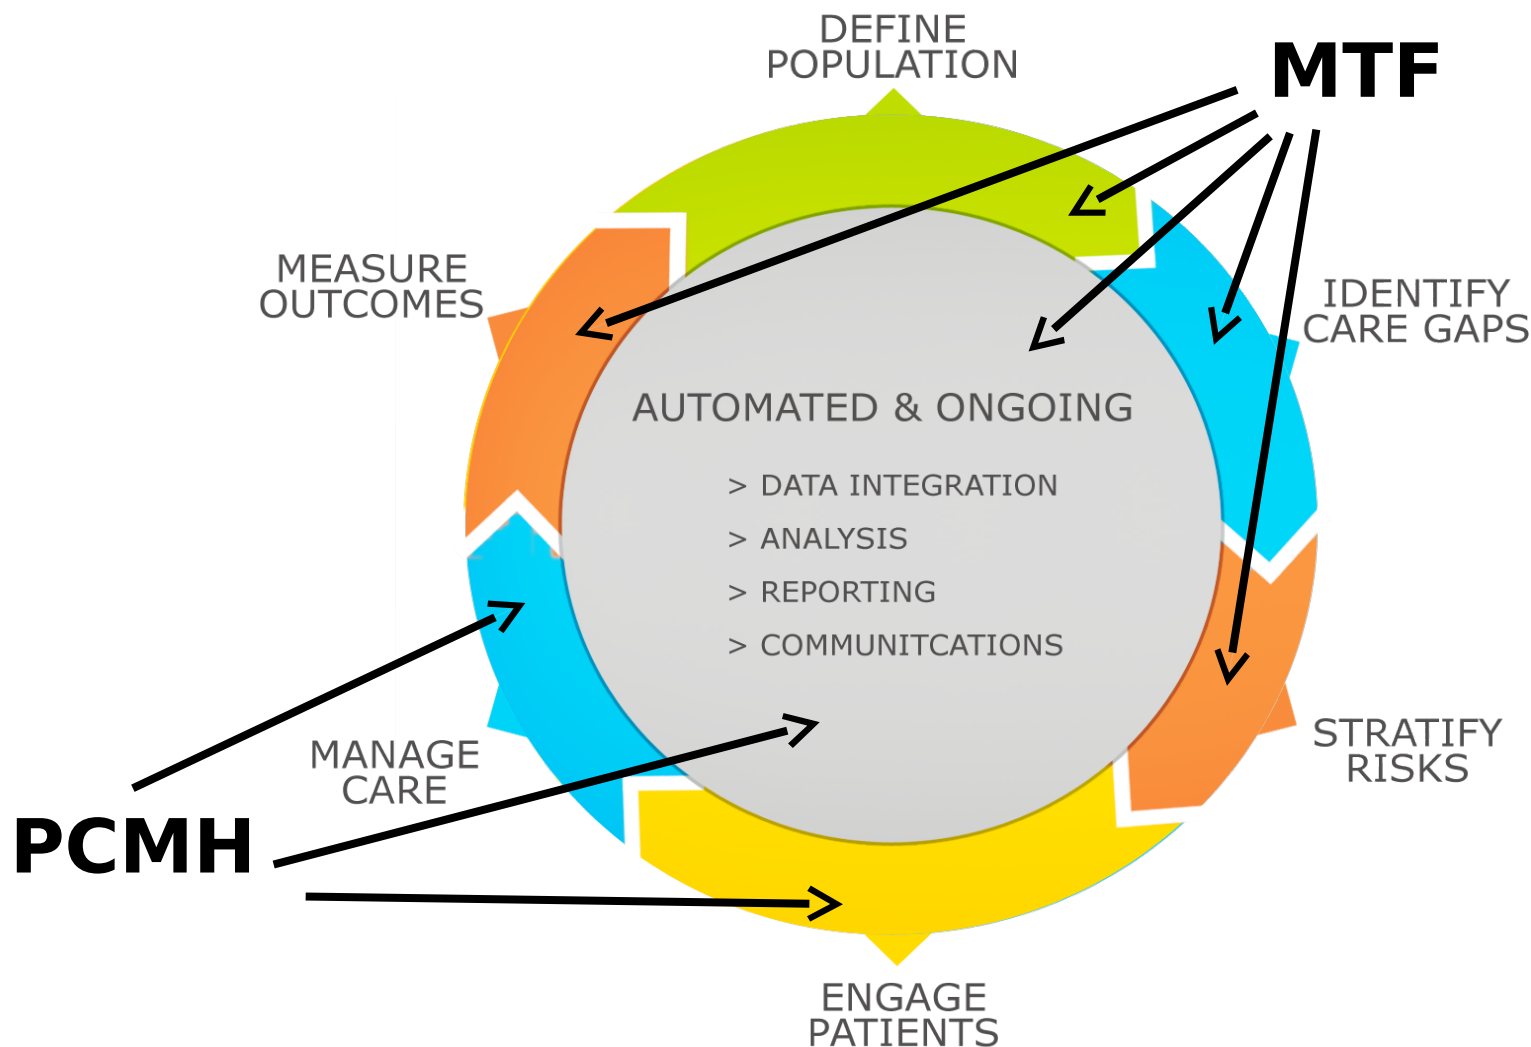 DEFINE
POPULATION
MTF
MEASURE
OUTCOMES
IDENTIFY
CARE GAPS
AUTOMATED & ONGOING
> DATA INTEGRATION
> ANALYSIS
> REPORTING
> COMMUNITCATIONS
STRATIFY
RISKS
MANAGE
CARE
PCMH
ENGAGE
PATIENTS